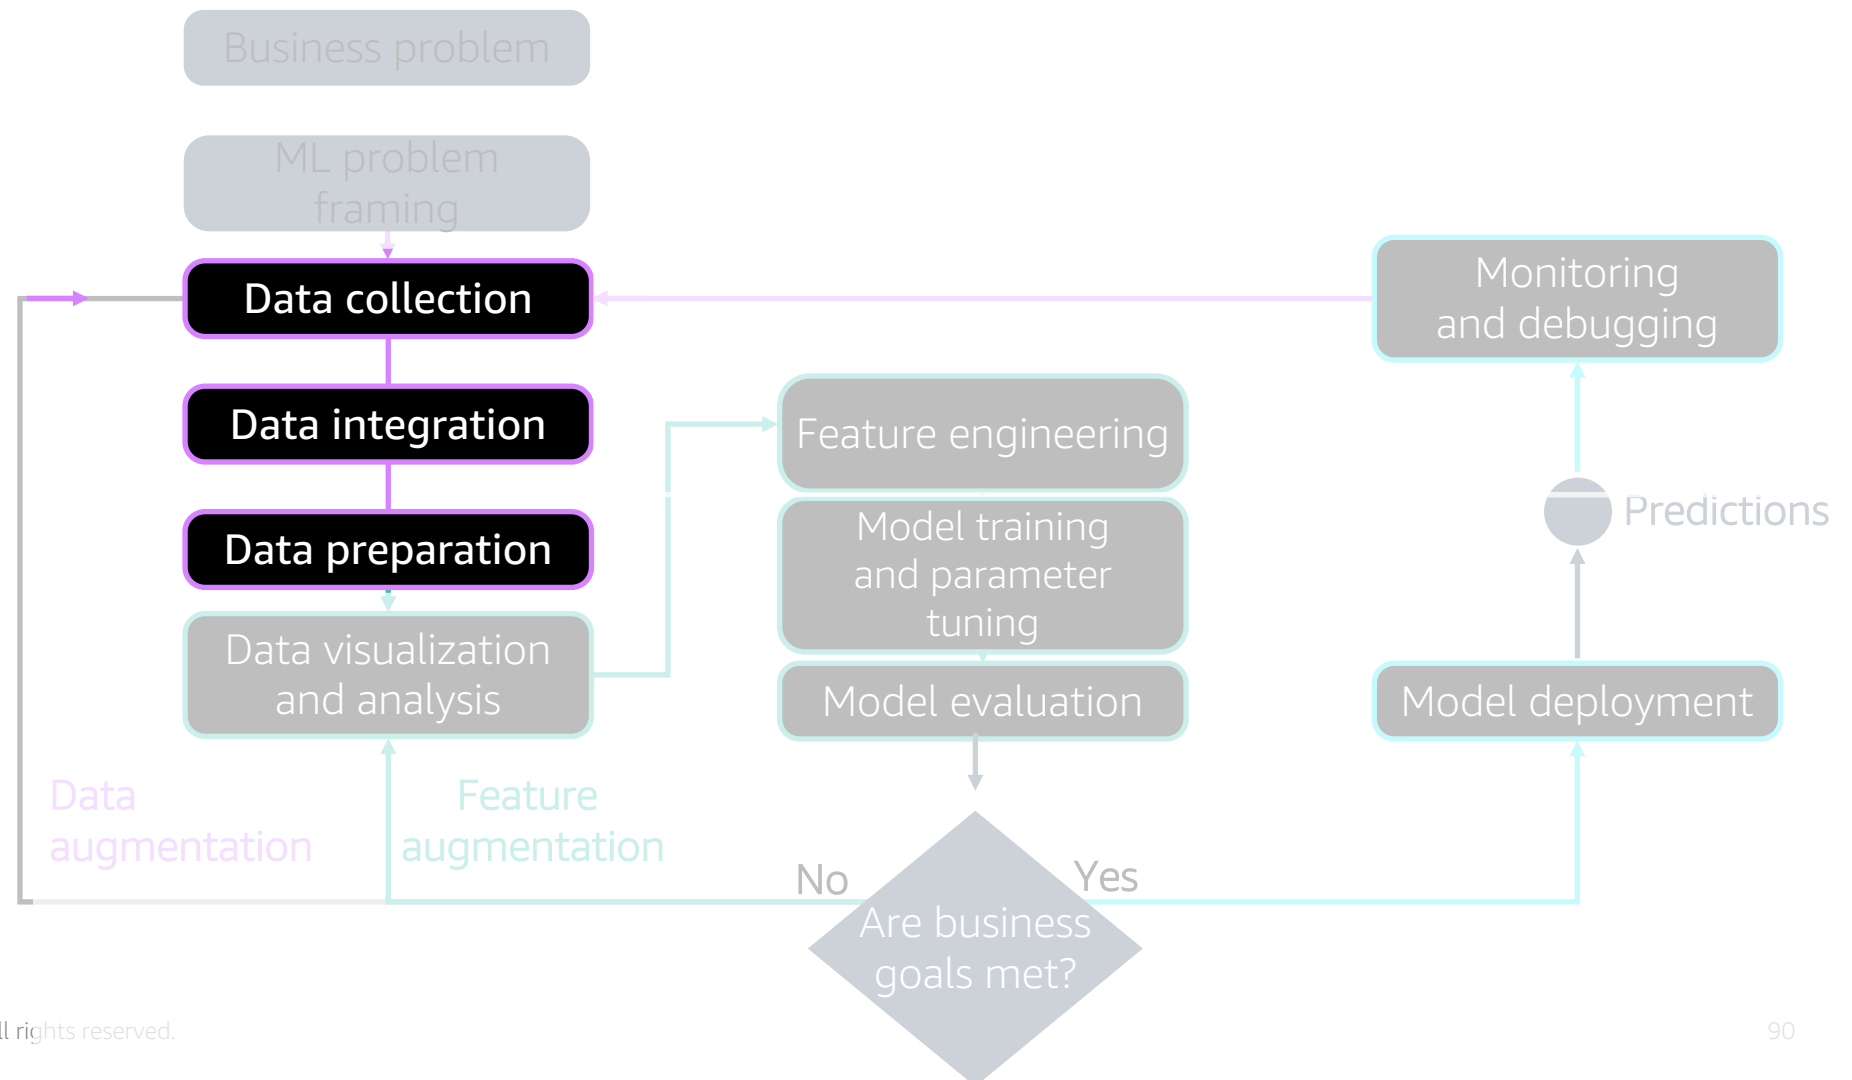 Business problem
ML problem
framing
Data collection
Data integration
Data preparation
Data visualization
and analysis
Data
augmentation
Feature
augmentation
Feature engineering
Model training
and parameter
tuning
Model evaluation
No
Yes
Are business
goals met?
Monitoring
and debugging
Predictions
Model deployment
ll rights reserved.
90